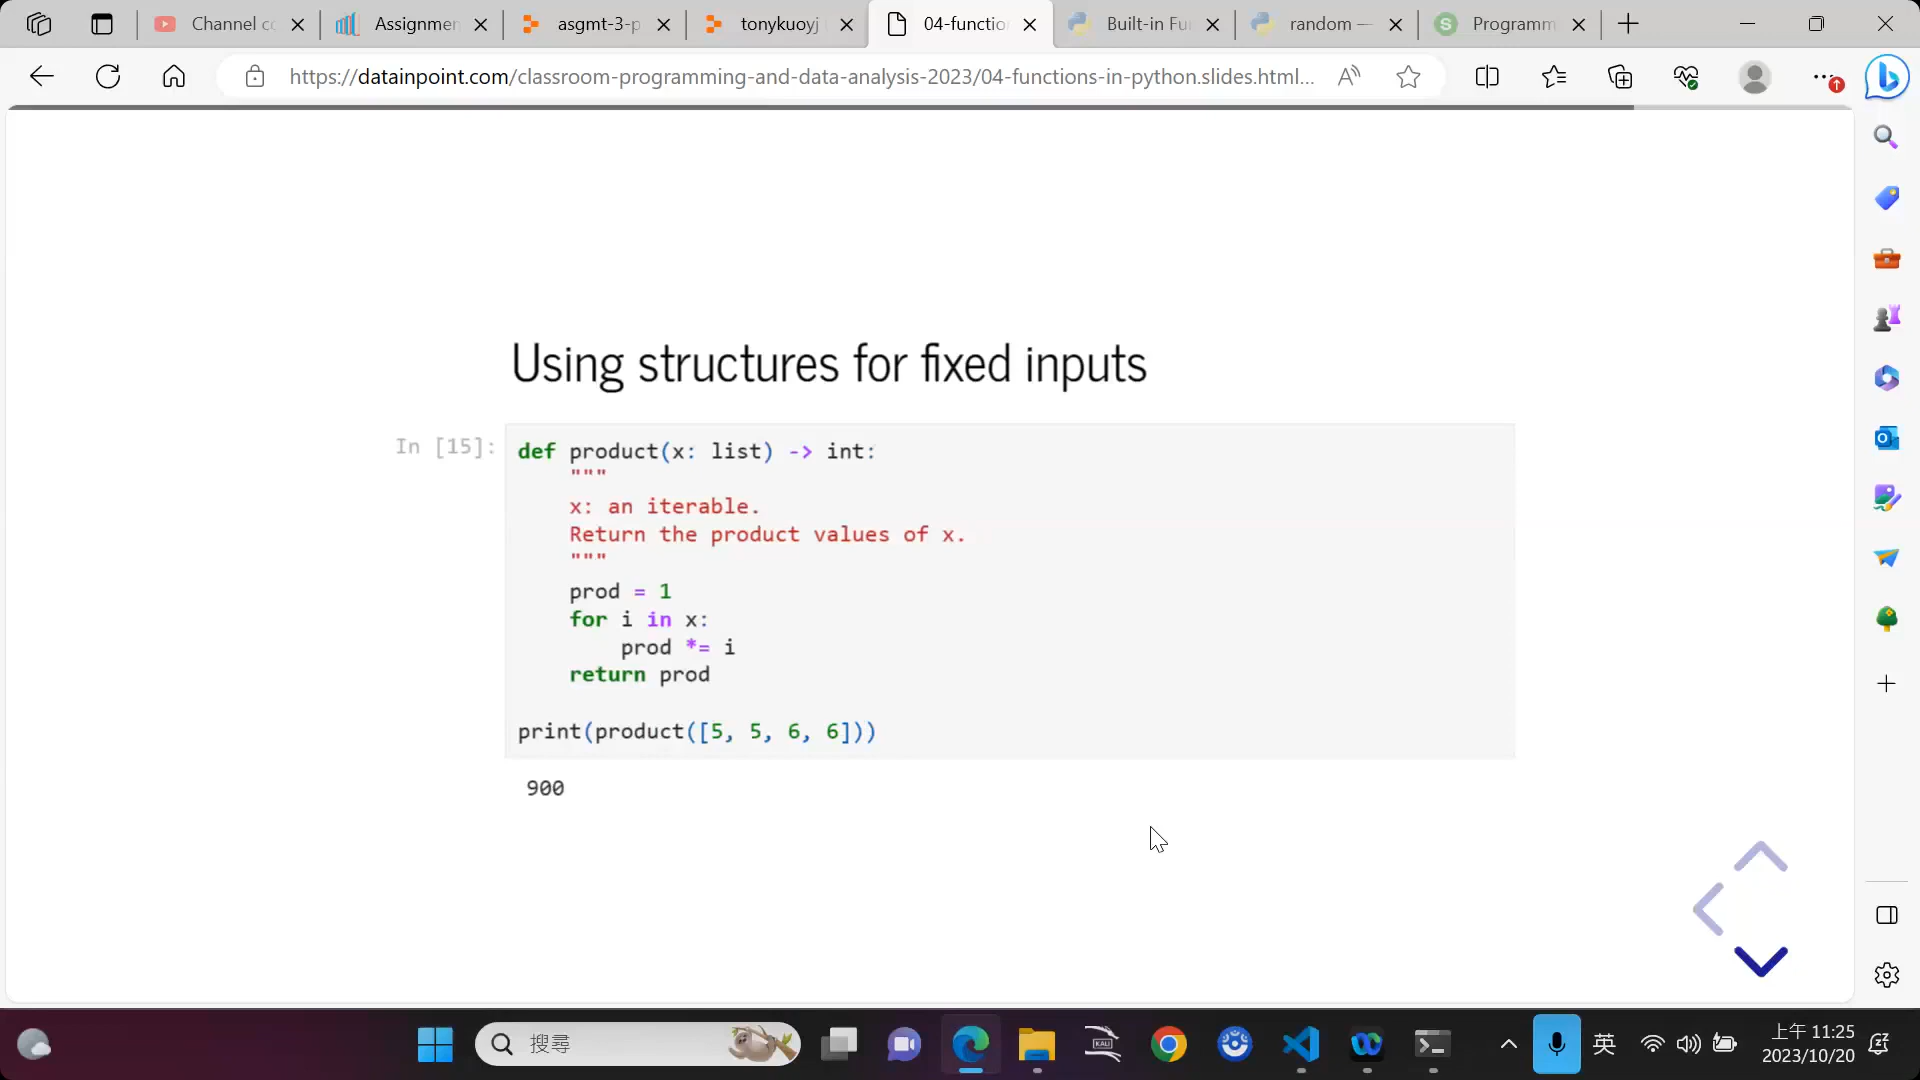 Channel cc
Assignmen
asgmt-3-p
tonykuoyj
04-functio
Built-in Fu
random —
Programm
https://datainpoint.com/classroom-programming-and-data-analysis-2023/04-functions-in-python.slides.html...
Using structures for fixed inputs
In [15]:
def product(x: list) -> int:
    """
    x: an iterable.
    Return the product values of x.
    """
    prod = 1
    for i in x:
        prod *= i
    return prod
print(product([5, 5, 6, 6]))
900
搜尋
KALI
英
上午 11:25
2023/10/20